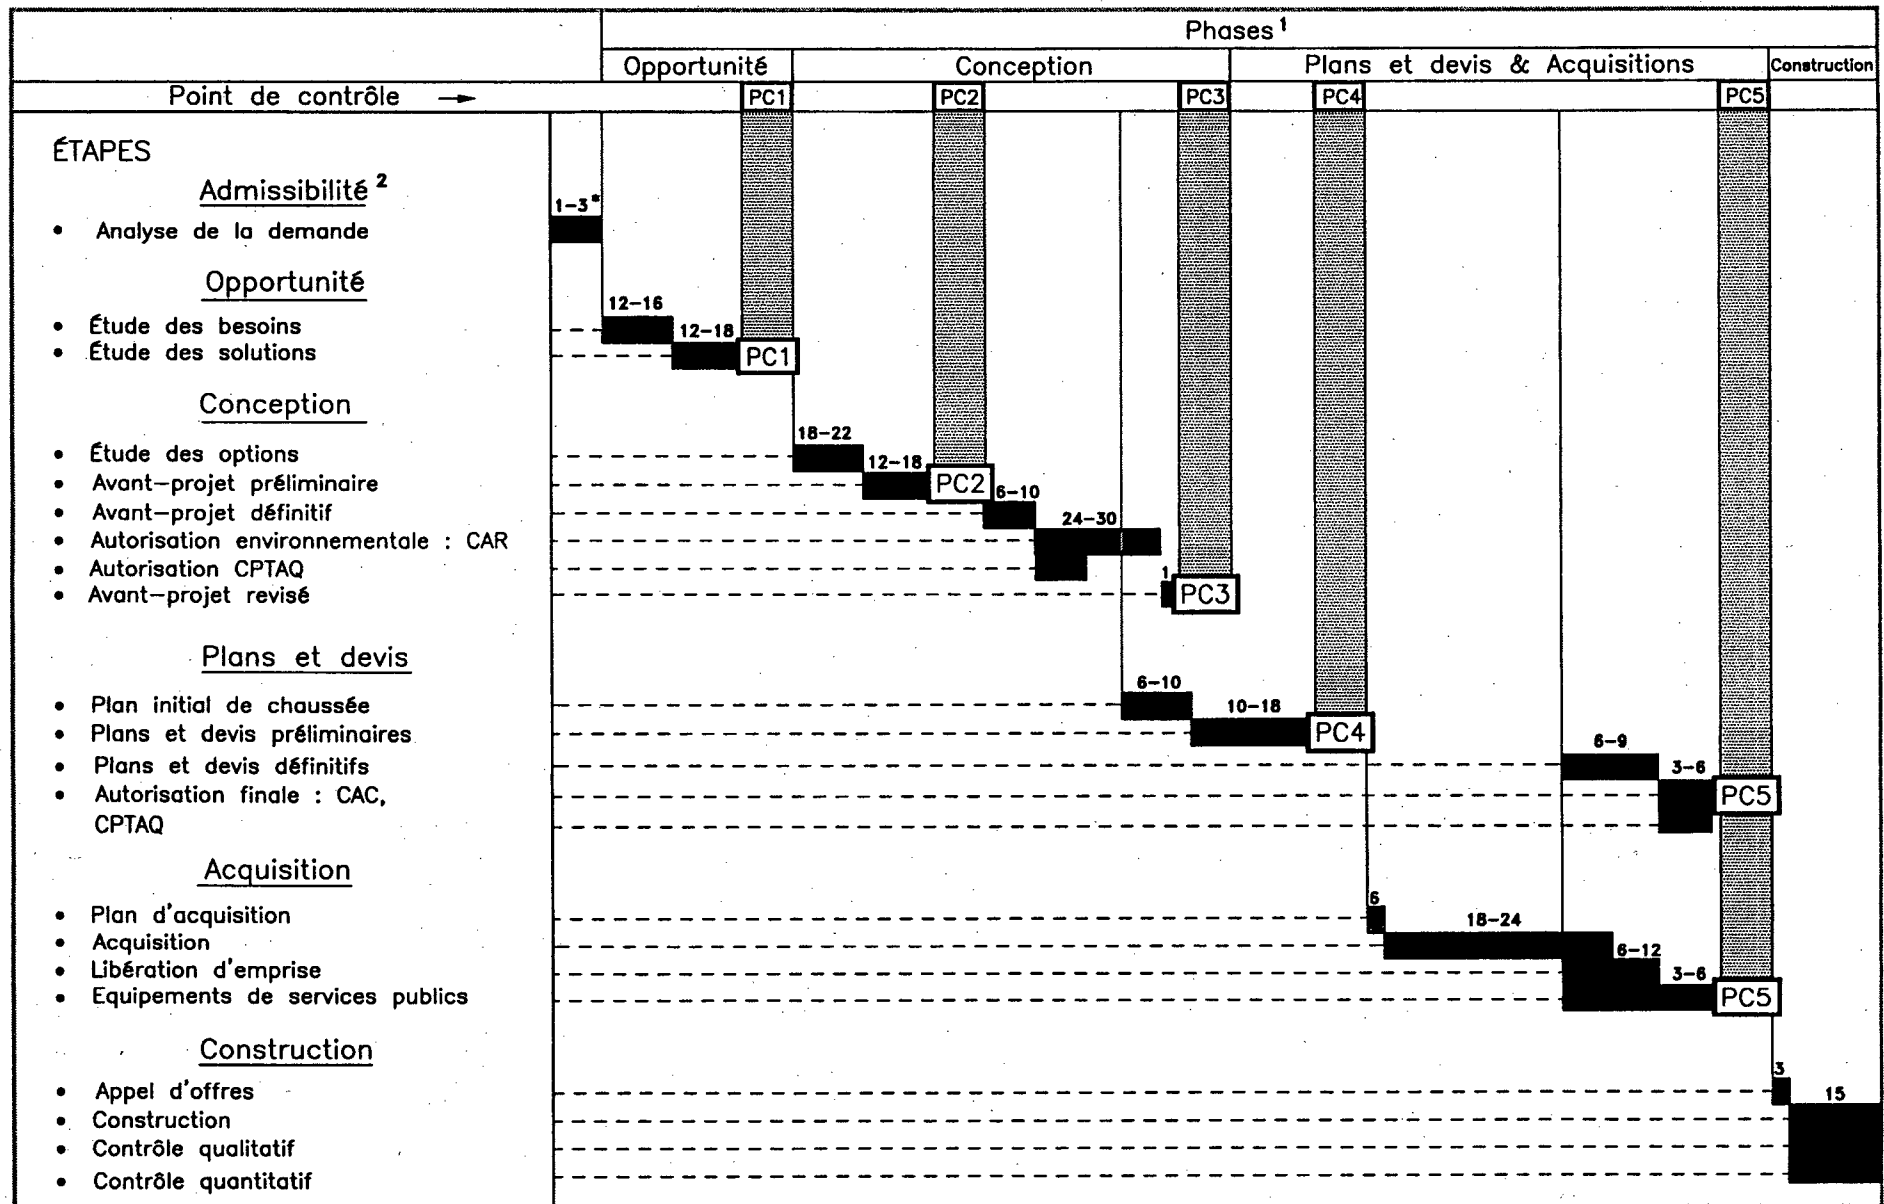 Phases ¹
Opportunité Conception Plans et devis & Acquisitions Construction
Point de contrôle → PC1 PC2 PC3 PC4 PC5
ÉTAPES
Admissibilité ²
1-3*
• Analyse de la demande
Opportunité
12-16
• Étude des besoins
12-18
• Étude des solutions PC1
Conception
18-22
• Étude des options
12-18
• Avant-projet préliminaire PC2
6-10
• Avant-projet définitif
24-30
• Autorisation environnementale : CAR
• Autorisation CPTAQ
1
• Avant-projet revisé PC3
Plans et devis
6-10
• Plan initial de chaussée
10-18
• Plans et devis préliminaires PC4
6-9
• Plans et devis définitifs
3-6
• Autorisation finale : CAC, PC5
CPTAQ
Acquisition
6
• Plan d'acquisition
18-24
• Acquisition
6-12
• Libération d'emprise
3-6
• Equipements de services publics PC5
Construction
3
• Appel d'offres
15
• Construction
• Contrôle qualitatif
• Contrôle quantitatif